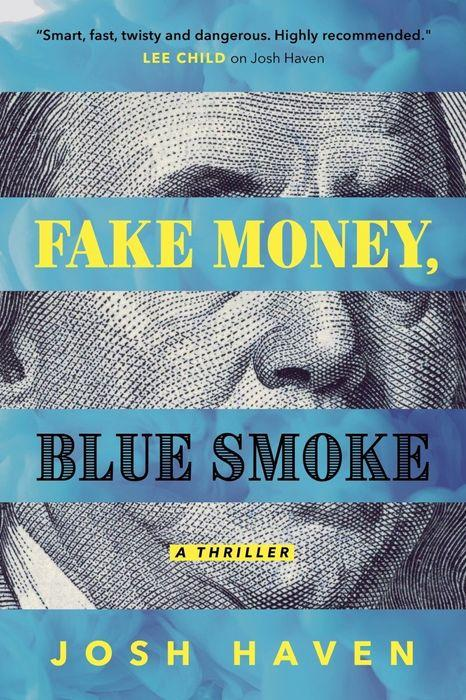 “Smart, fast, twisty and dangerous. Highly recommended."
LEE CHILD on Josh Haven
FAKE MONEY,
BLUE SMOKE
A THRILLER
JOSH HAVEN